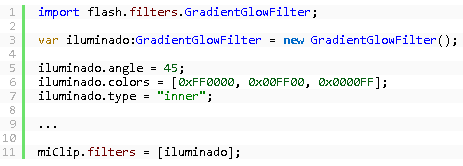 1 import flash.filters.GradientGlowFilter;
2
3 var iluminado:GradientGlowFilter = new GradientGlowFilter();
4
5 iluminado.angle = 45;
6 iluminado.colors = [0xFF0000, 0x00FF00, 0x0000FF];
7 iluminado.type = "inner";
8
9 ...
10
11 miClip.filters = [iluminado];